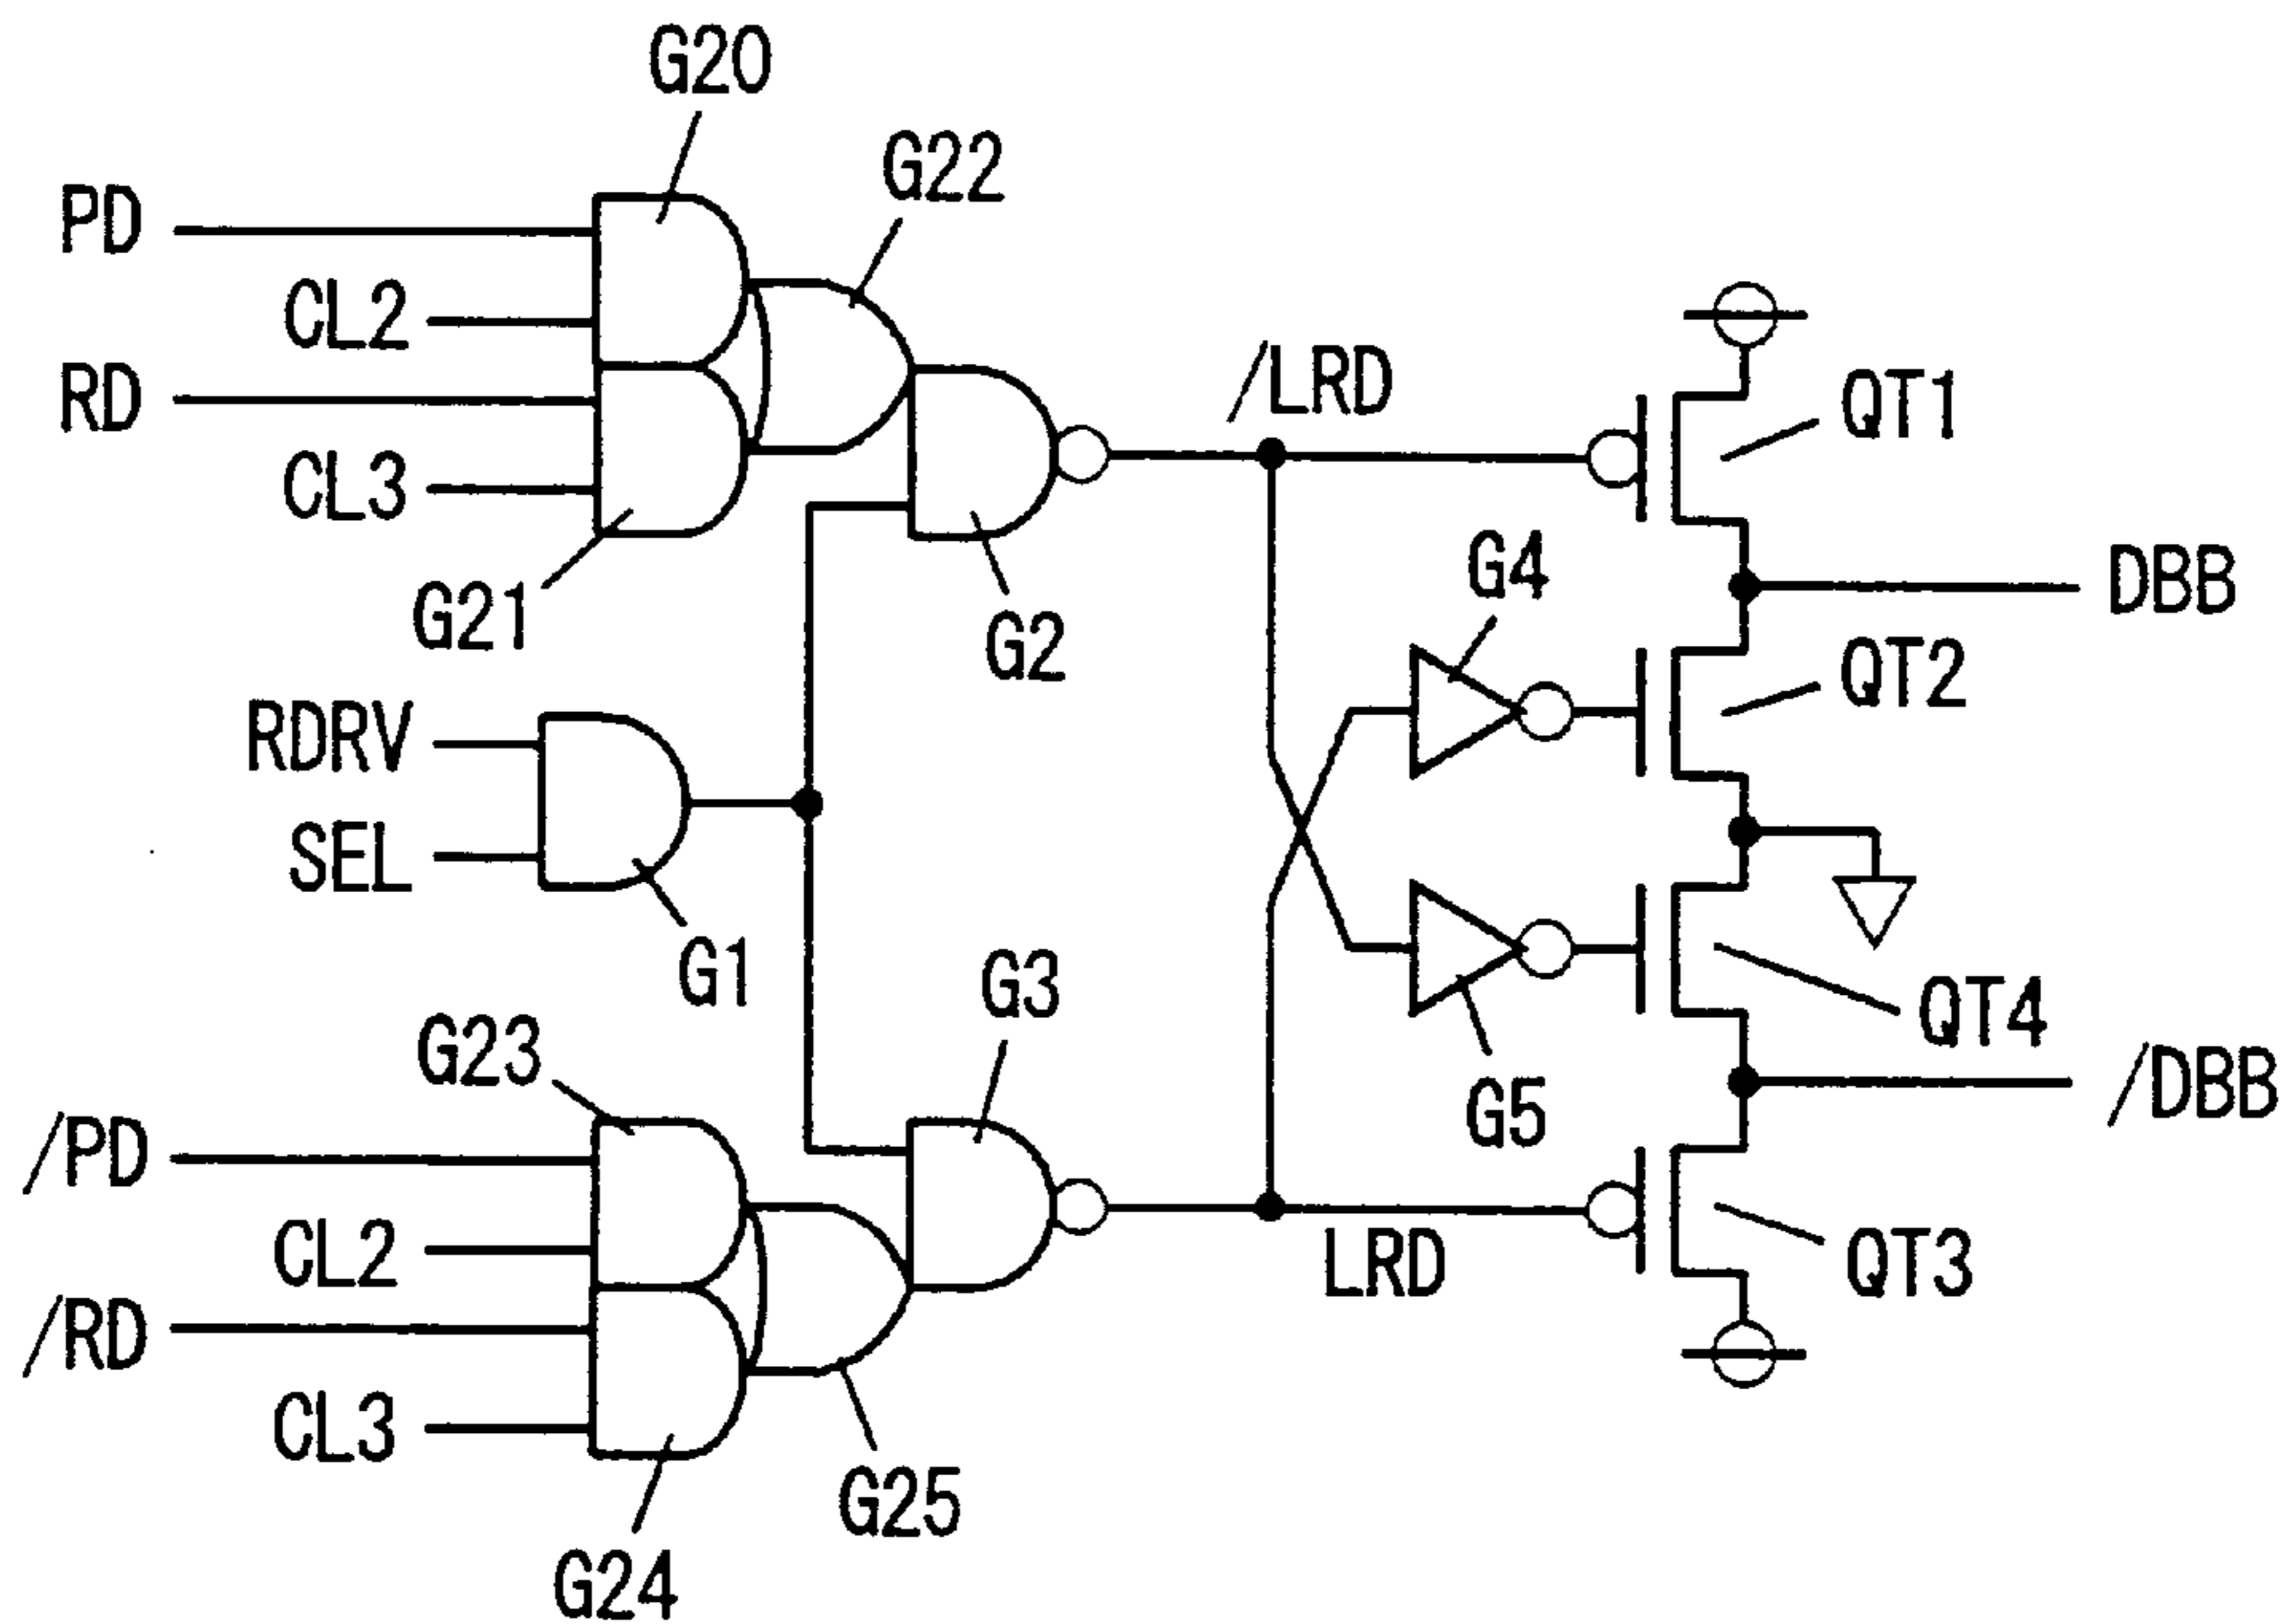 G20
G22
PD
CL2
RD
CL3
G21
G2
/LRD
QT1
DBB
G4
QT2
RDRV
SEL
G1
G3
G5
QT4
/DBB
G23
/PD
CL2
/RD
CL3
G24
G25
LRD
QT3